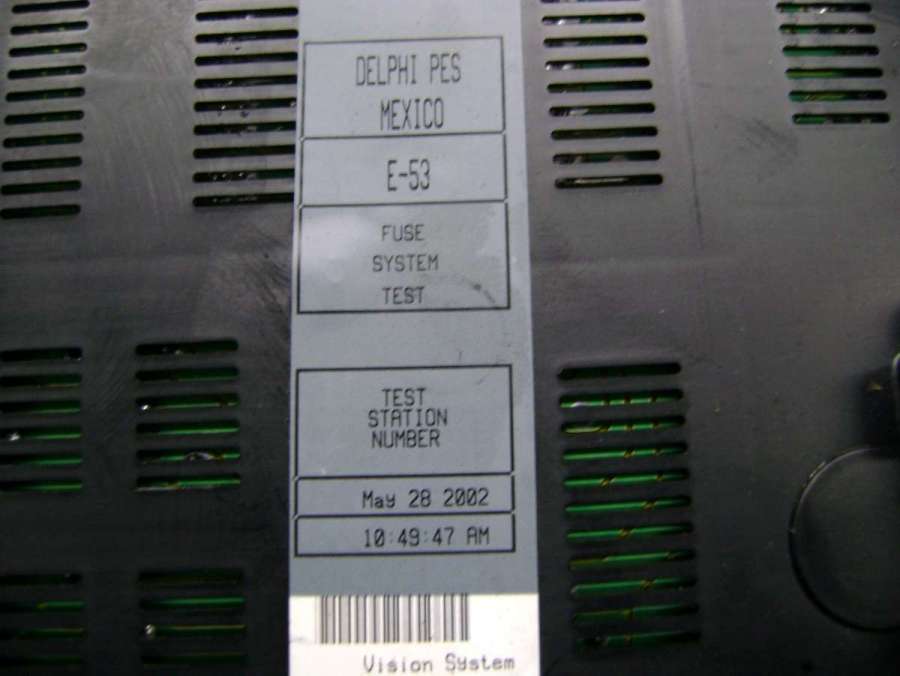 DELPHI PES
MEXICO
E-53
FUSE
SYSTEM
TEST
TEST
STATION
NUMBER
May 28 2002
10:49:47 AM
Vision System